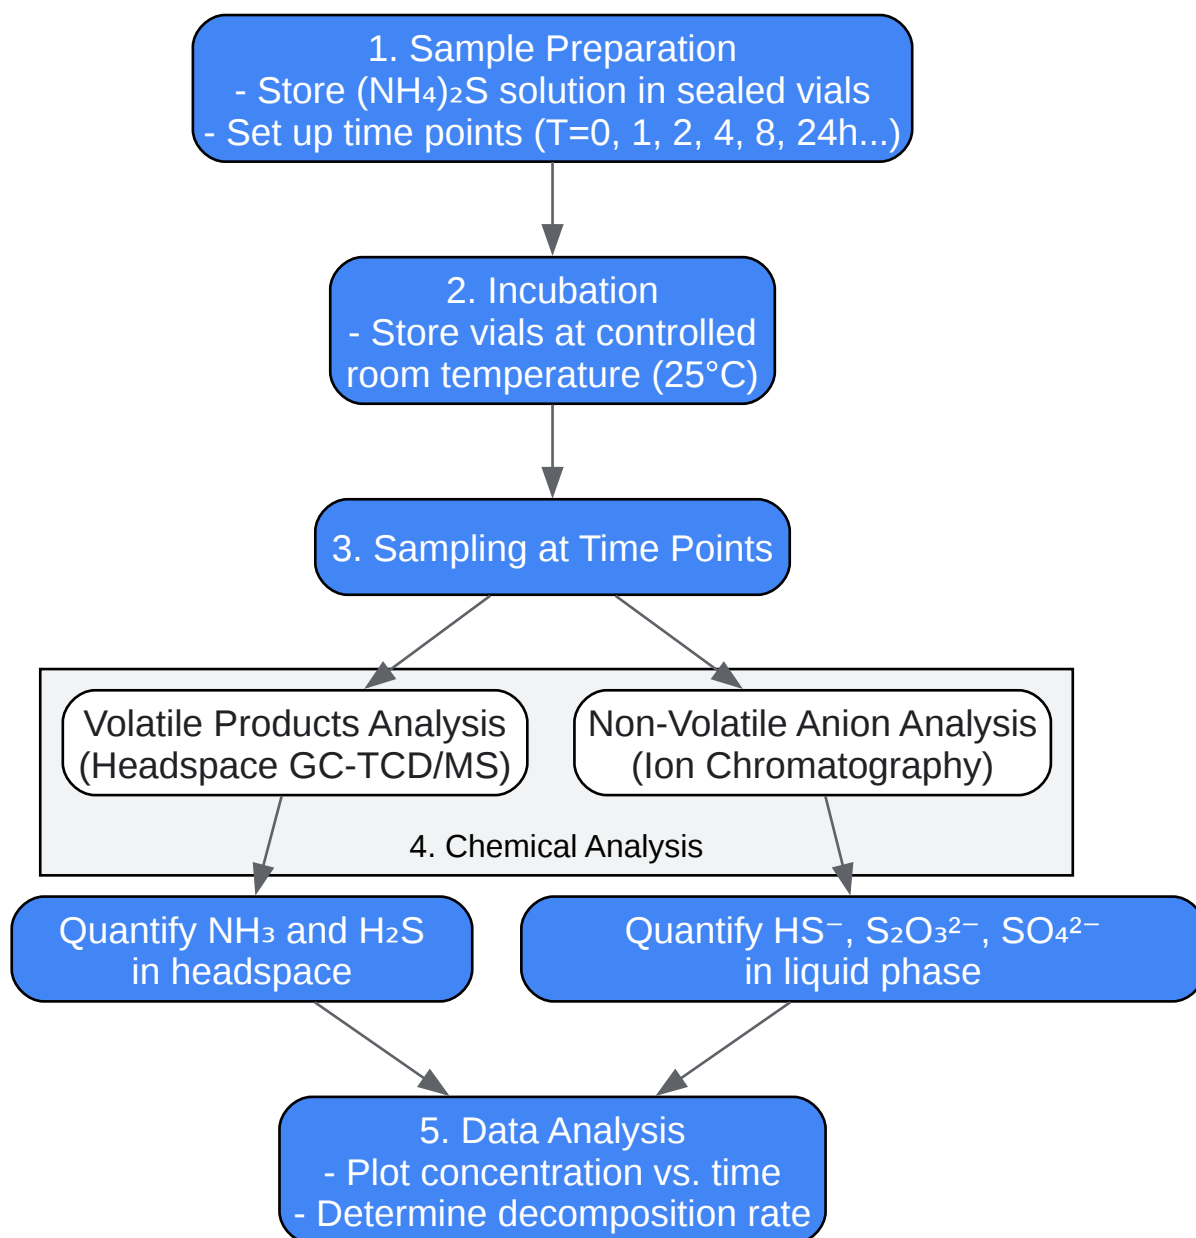 1. Sample Preparation
- Store (NH₄)₂S solution in sealed vials
- Set up time points (T=0, 1, 2, 4, 8, 24h...)
2. Incubation
- Store vials at controlled
room temperature (25°C)
3. Sampling at Time Points
Volatile Products Analysis
(Headspace GC-TCD/MS)
Non-Volatile Anion Analysis
(Ion Chromatography)
4. Chemical Analysis
Quantify NH₃ and H₂S
in headspace
Quantify HS⁻, S₂O₃²⁻, SO₄²⁻
in liquid phase
5. Data Analysis
- Plot concentration vs. time
- Determine decomposition rate